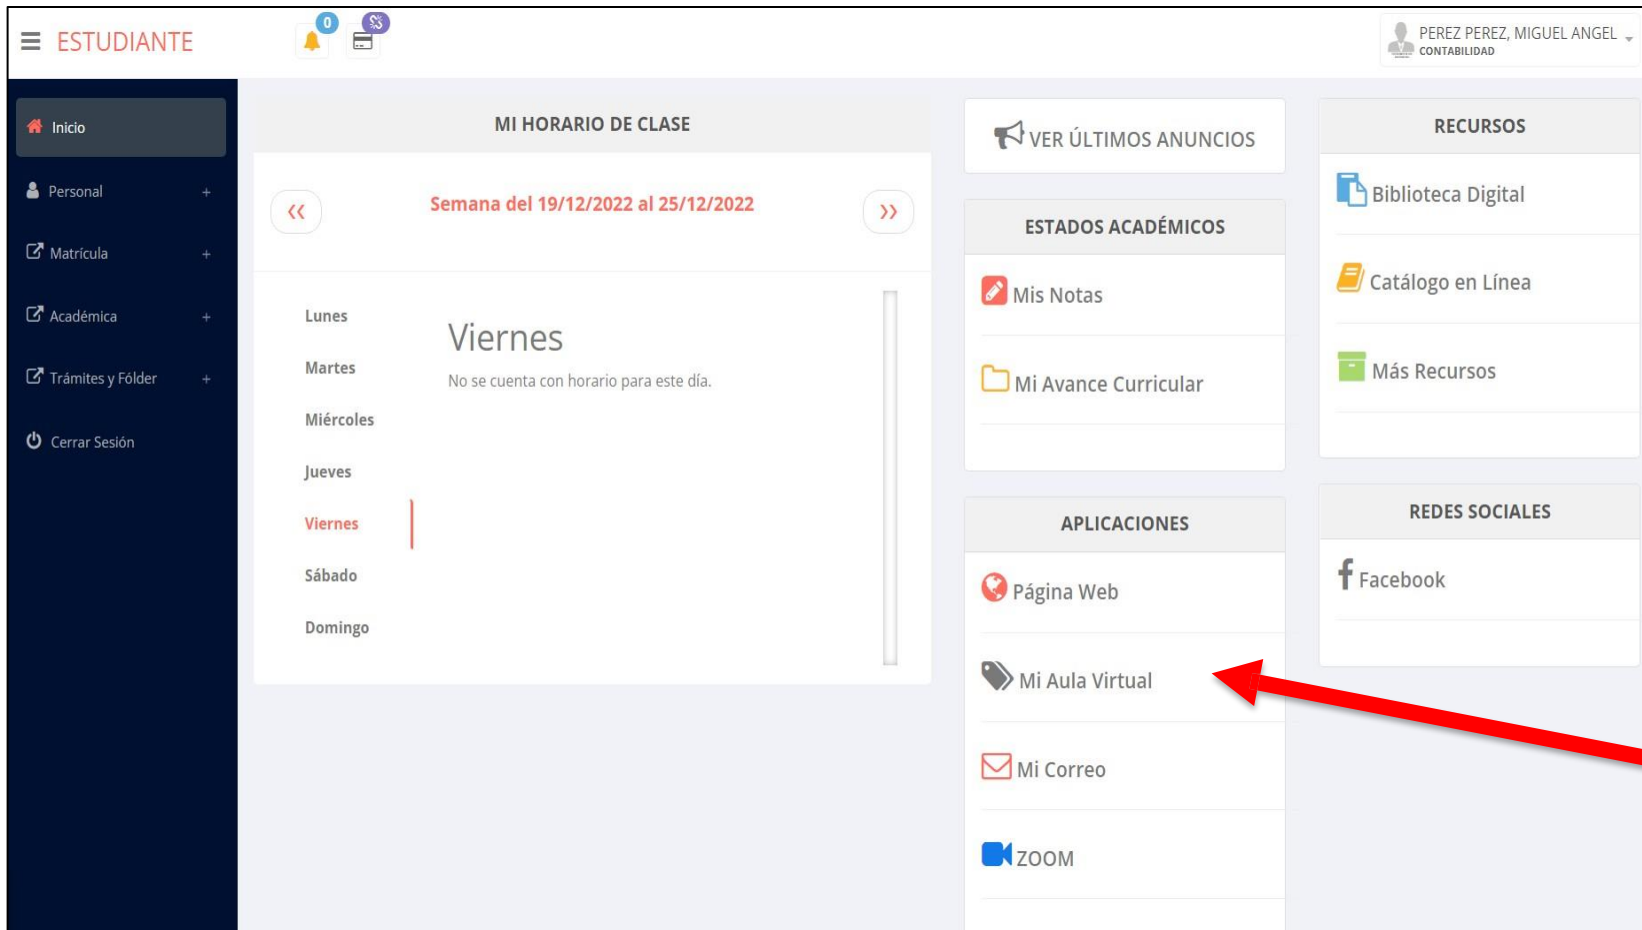 ESTUDIANTE
0
PEREZ PEREZ, MIGUEL ANGEL
CONTABILIDAD
Inicio
Personal +
Matrícula +
Académica +
Trámites y Fólder +
Cerrar Sesión
MI HORARIO DE CLASE
Semana del 19/12/2022 al 25/12/2022
Lunes
Martes
Miércoles
Jueves
Viernes
Sábado
Domingo
Viernes
No se cuenta con horario para este día.
VER ÚLTIMOS ANUNCIOS
ESTADOS ACADÉMICOS
Mis Notas
Mi Avance Curricular
APLICACIONES
Página Web
Mi Aula Virtual
Mi Correo
ZOOM
RECURSOS
Biblioteca Digital
Catálogo en Línea
Más Recursos
REDES SOCIALES
Facebook